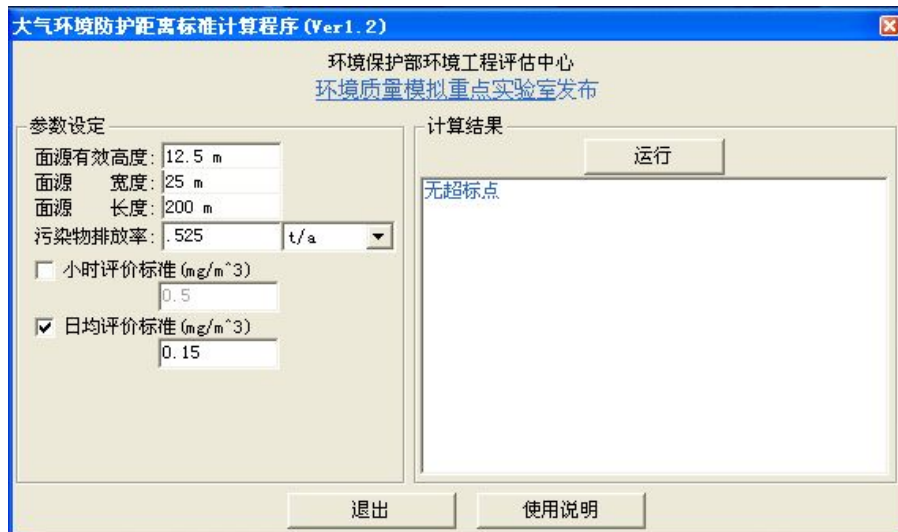 大气环境防护距离标准计算程序(Ver1.2)
环境保护部环境工程评估中心
环境质量模拟重点实验室发布
参数设定
面源有效高度: 12.5 m
面源 宽度: 25 m
面源 长度: 200 m
污染物排放率: .525 t/a
小时评价标准(mg/m^3)
0.5
日均评价标准(mg/m^3)
0.15
计算结果
运行
无超标点
退出 使用说明